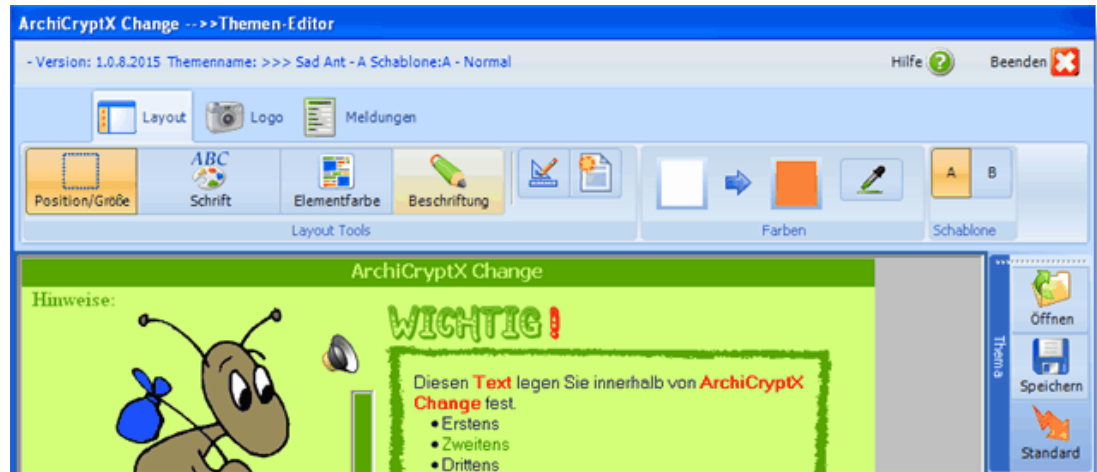 ArchiCryptX Change -->>Themen-Editor
- Version: 1.0.8.2015 Themenname: >>> Sad Ant - A Schablone:A - Normal
Hilfe
Beenden
Layout
Logo
Meldungen
Position/Größe
ABC
Schrift
Elementfarbe
Beschriftung
A
B
Layout Tools
Farben
Schablone
ArchiCryptX Change
Hinweise:
WICHTIG!
Diesen Text legen Sie innerhalb von ArchiCryptX
Change fest.
• Erstens
• Zweitens
• Drittens
Thema
Öffnen
Speichern
Standard